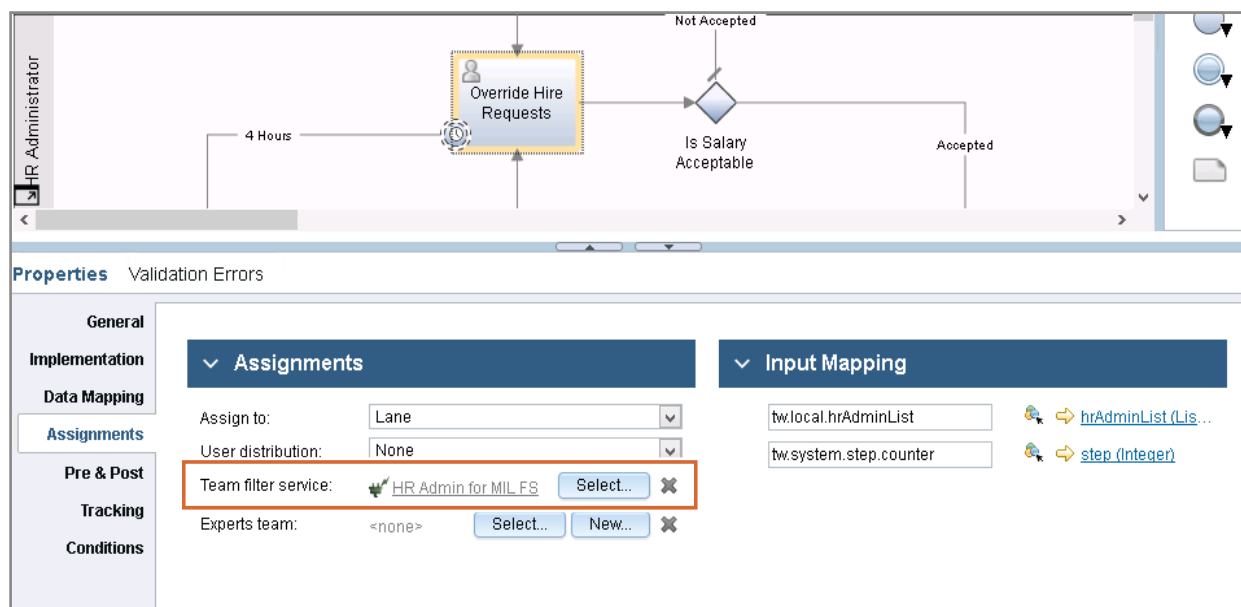 Not Accepted
HR Administrator
Override Hire
Requests
4 Hours
Is Salary
Acceptable
Accepted
Properties Validation Errors
General
Implementation
Data Mapping
Assignments
Pre & Post
Tracking
Conditions
Assignments
Assign to: Lane
User distribution: None
Team filter service: HR Admin for MIL FS Select...
Experts team: <none> Select... New...
Input Mapping
tw.local.hrAdminList hrAdminList (Lis...
tw.system.step.counter step (Integer)